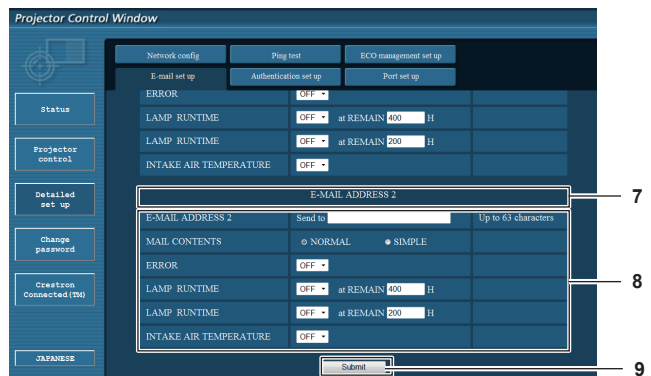 Projector Control Window
Network config Ping test ECO management set up
E-mail set up Authentication set up Port set up
ERROR OFF
Status
LAMP RUNTIME OFF at REMAIN 400 H
LAMP RUNTIME OFF at REMAIN 200 H
Projector
control
INTAKE AIR TEMPERATURE OFF
Detailed
set up
E-MAIL ADDRESS 2 7
E-MAIL ADDRESS 2 Send to Up to 63 characters
Change
password
MAIL CONTENTS NORMAL SIMPLE
ERROR OFF
8
Crestron
Connected(TM)
LAMP RUNTIME OFF at REMAIN 400 H
LAMP RUNTIME OFF at REMAIN 200 H
INTAKE AIR TEMPERATURE OFF
JAPANESE
Submit 9